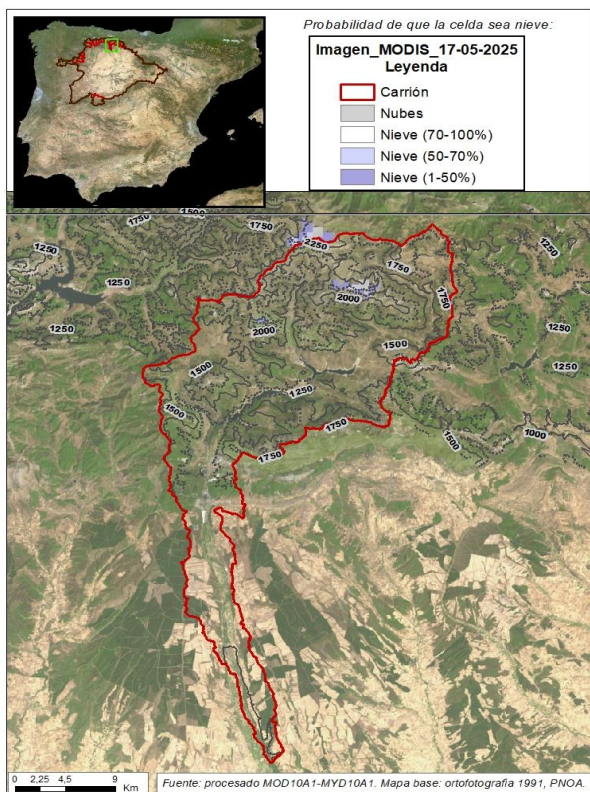 Probabilidad de que la celda sea nieve:
Imagen_MODIS_17-05-2025
Leyenda
Carrión
Nubes
Nieve (70-100%)
Nieve (50-70%)
Nieve (1-50%)
1500
1750
1750
1250
2250
1250
1750
1250
2000
1750
1250
2000
1250
1500
1500
1250
1250
1500
1750
1000
1500
1750
0 2,25 4,5 9
Km
Fuente: procesado MOD10A1-MYD10A1. Mapa base: ortofotografia 1991, PNOA.